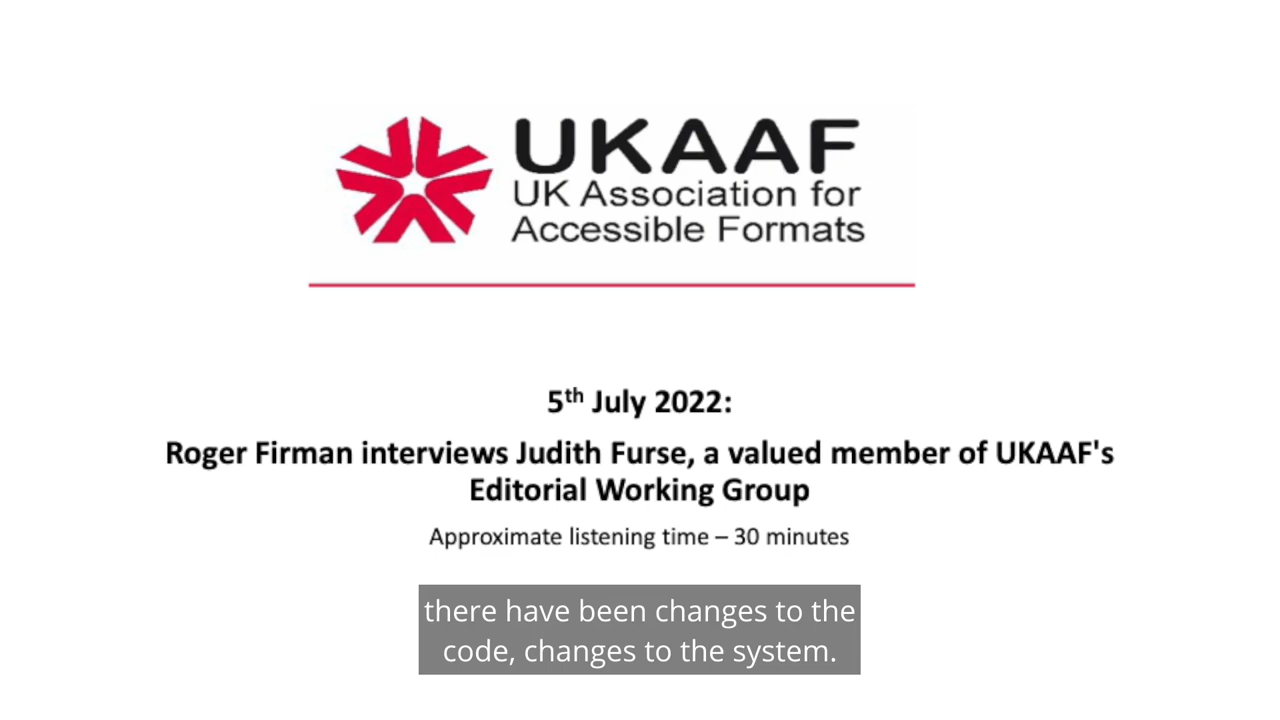 UKAAF
UK Association for
Accessible Formats
5th July 2022:
Roger Firman interviews Judith Furse, a valued member of UKAAF's
Editorial Working Group
Approximate listening time – 30 minutes
there have been changes to the
code, changes to the system.